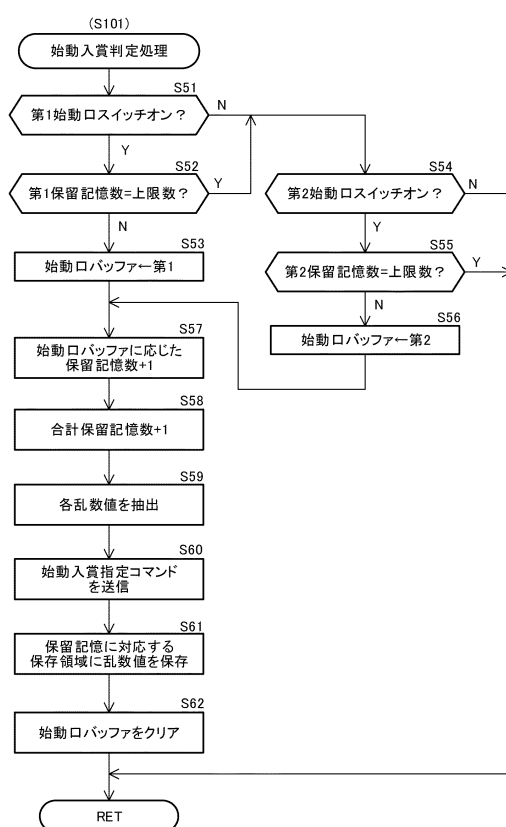 (S101)
始動入賞判定処理
S51
第1始動口スイッチオン?
N
Y
S52
第1保留記憶数=上限数?
Y
N
S53
始動口バッファ←第1
S54
第2始動口スイッチオン?
N
Y
S55
第2保留記憶数=上限数?
Y
N
S56
始動口バッファ←第2
S57
始動口バッファに応じた
保留記憶数+1
S58
合計保留記憶数+1
S59
各乱数値を抽出
S60
始動入賞指定コマンド
を送信
S61
保留記憶に対応する
保存領域に乱数値を保存
S62
始動口バッファをクリア
RET